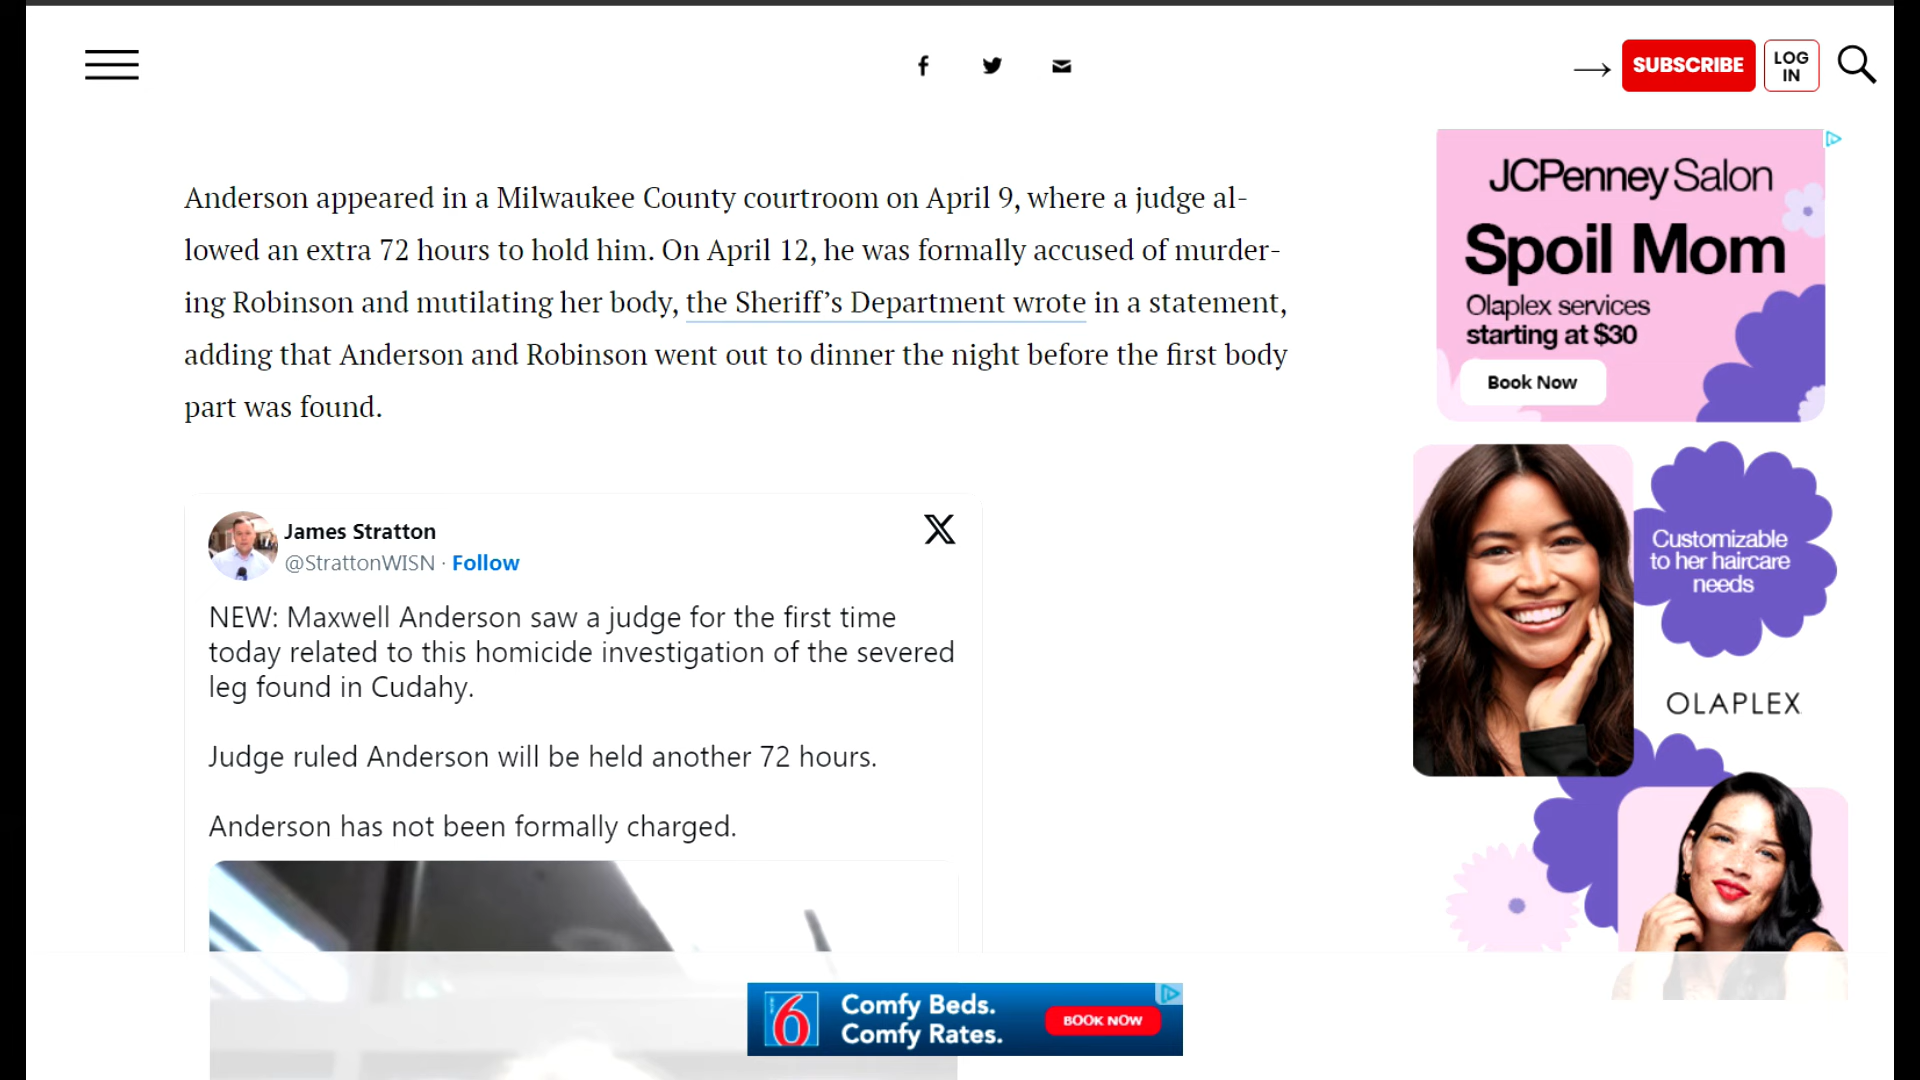 SUBSCRIBE
LOG
IN
Anderson appeared in a Milwaukee County courtroom on April 9, where a judge al-
lowed an extra 72 hours to hold him. On April 12, he was formally accused of murder-
ing Robinson and mutilating her body, the Sheriff’s Department wrote in a statement,
adding that Anderson and Robinson went out to dinner the night before the first body
part was found.
James Stratton
@StrattonWISN · Follow
NEW: Maxwell Anderson saw a judge for the first time
today related to this homicide investigation of the severed
leg found in Cudahy.
Judge ruled Anderson will be held another 72 hours.
Anderson has not been formally charged.
JCPenney Salon
Spoil Mom
Olaplex services
starting at $30
Book Now
Customizable
to her haircare
needs
OLAPLEX
6
Comfy Beds.
Comfy Rates.
BOOK NOW